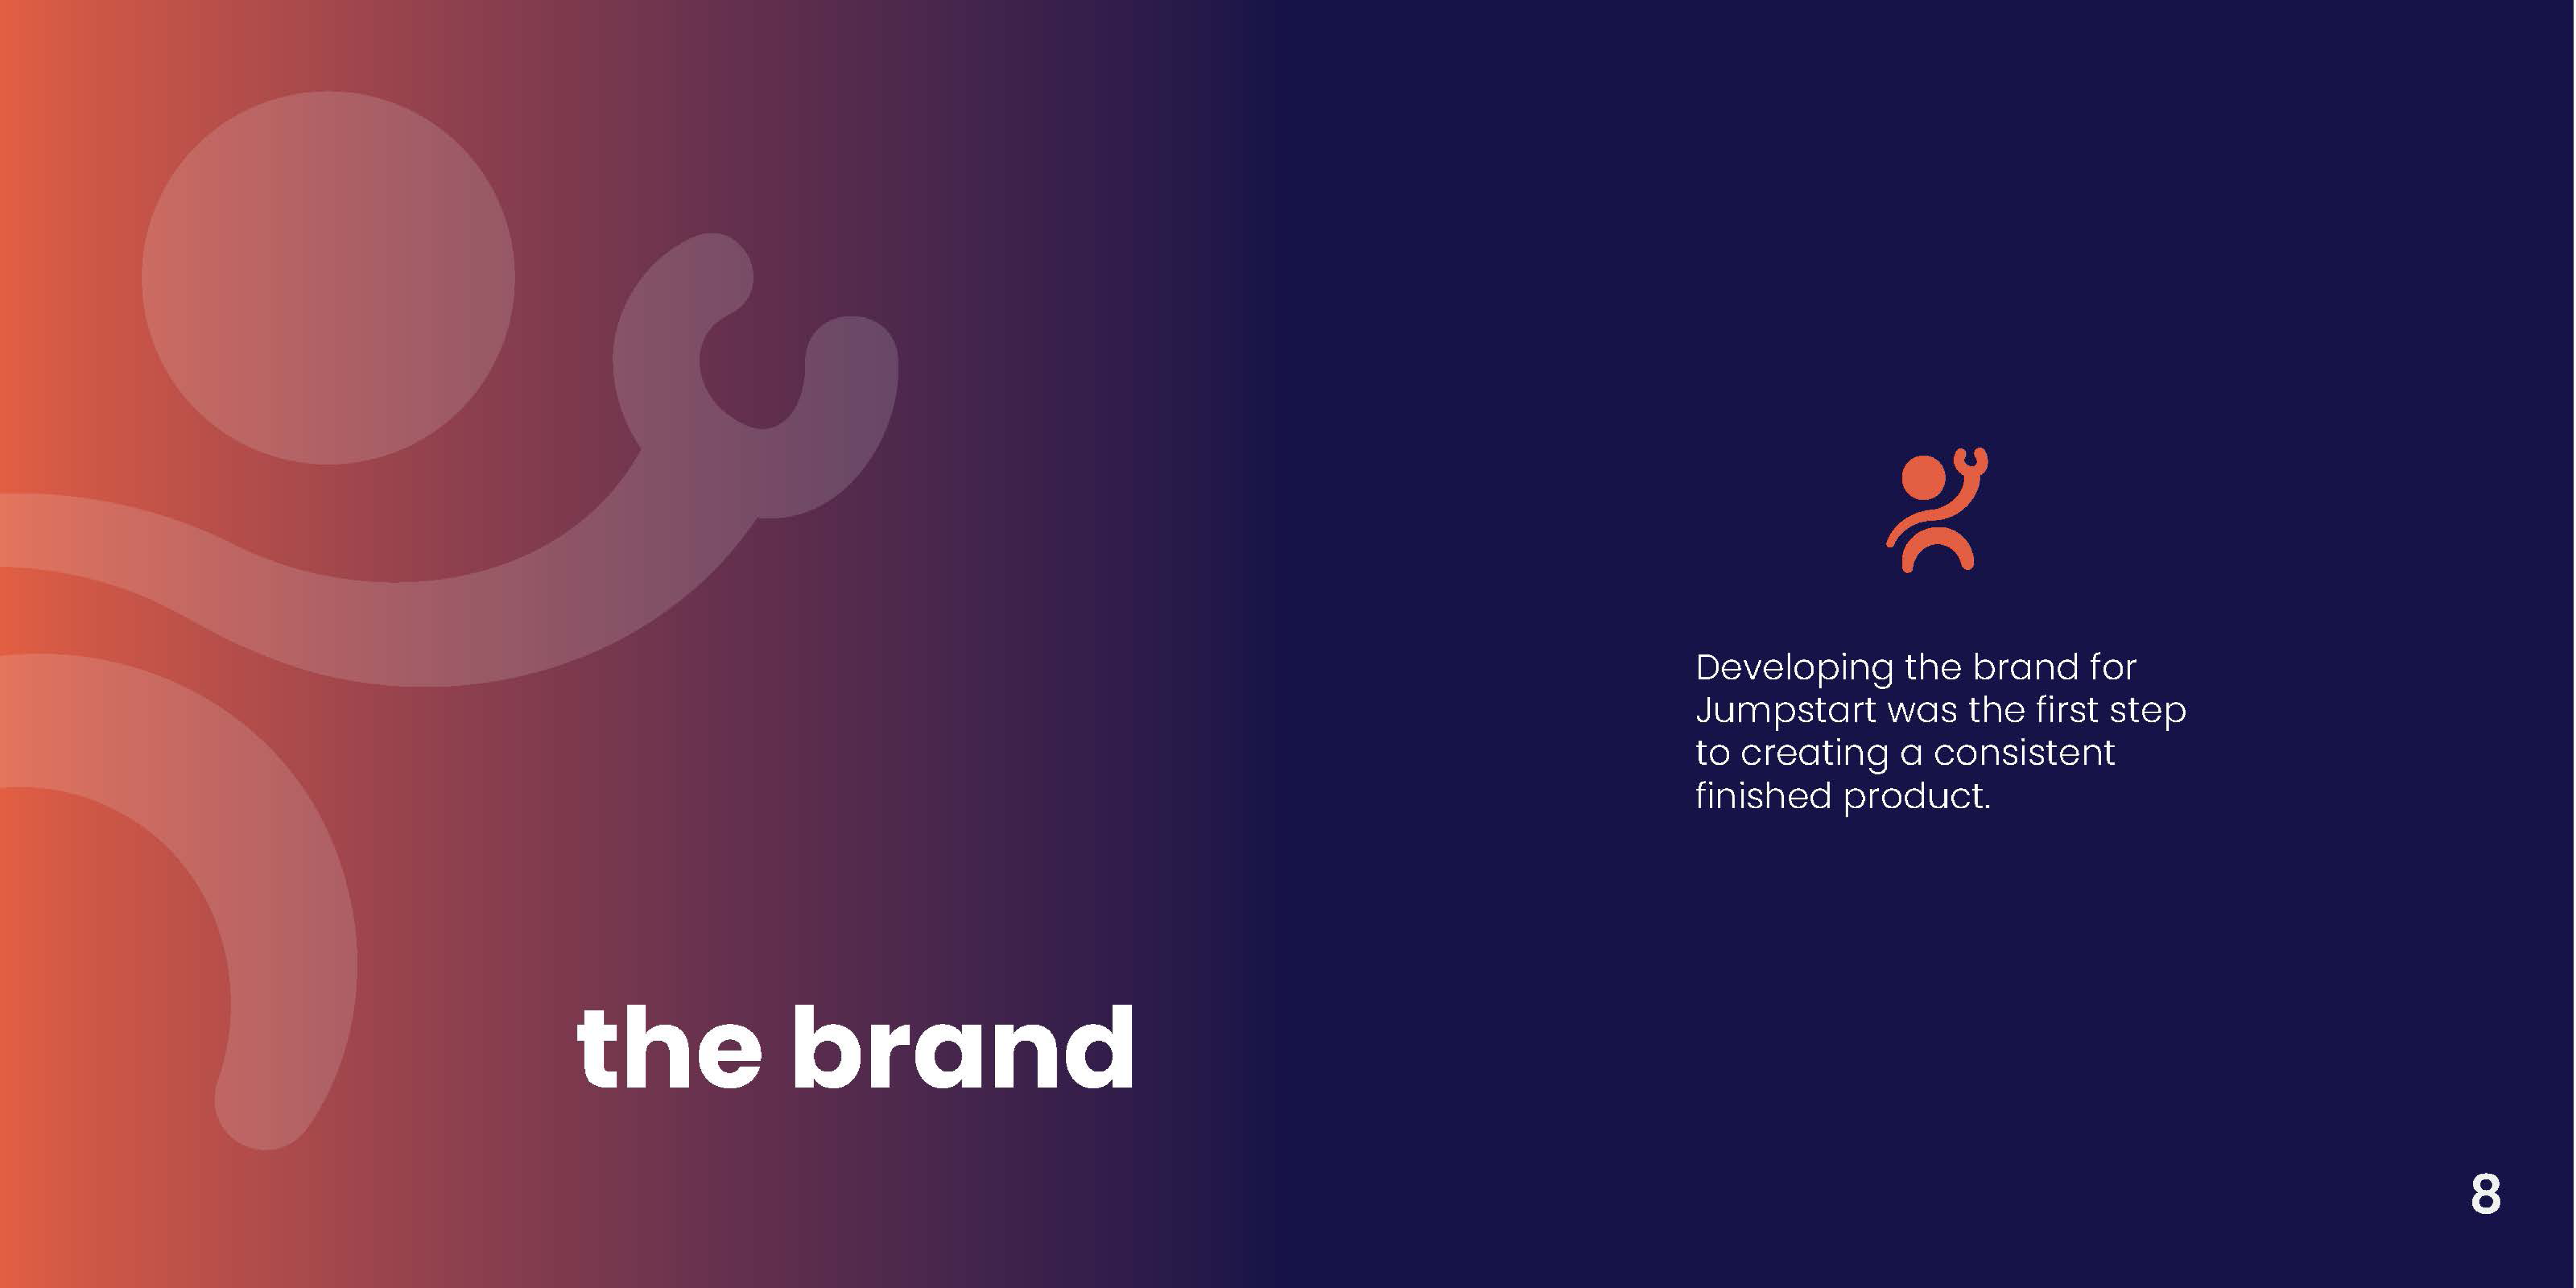 the brand
Developing the brand for
Jumpstart was the first step
to creating a consistent
finished product.
8